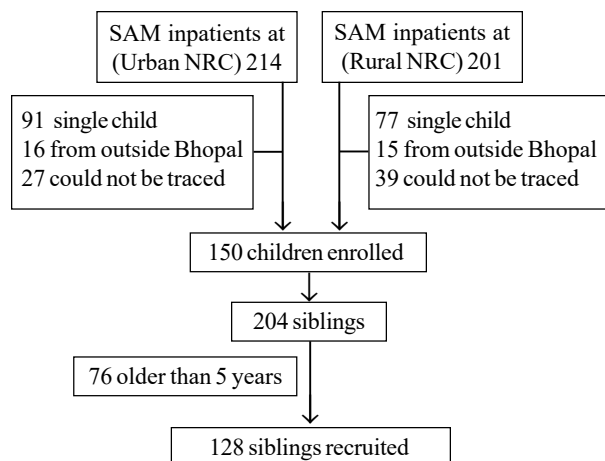 SAM inpatients at
(Urban NRC) 214
SAM inpatients at
(Rural NRC) 201
91 single child
16 from outside Bhopal
27 could not be traced
77 single child
15 from outside Bhopal
39 could not be traced
150 children enrolled
204 siblings
76 older than 5 years
128 siblings recruited